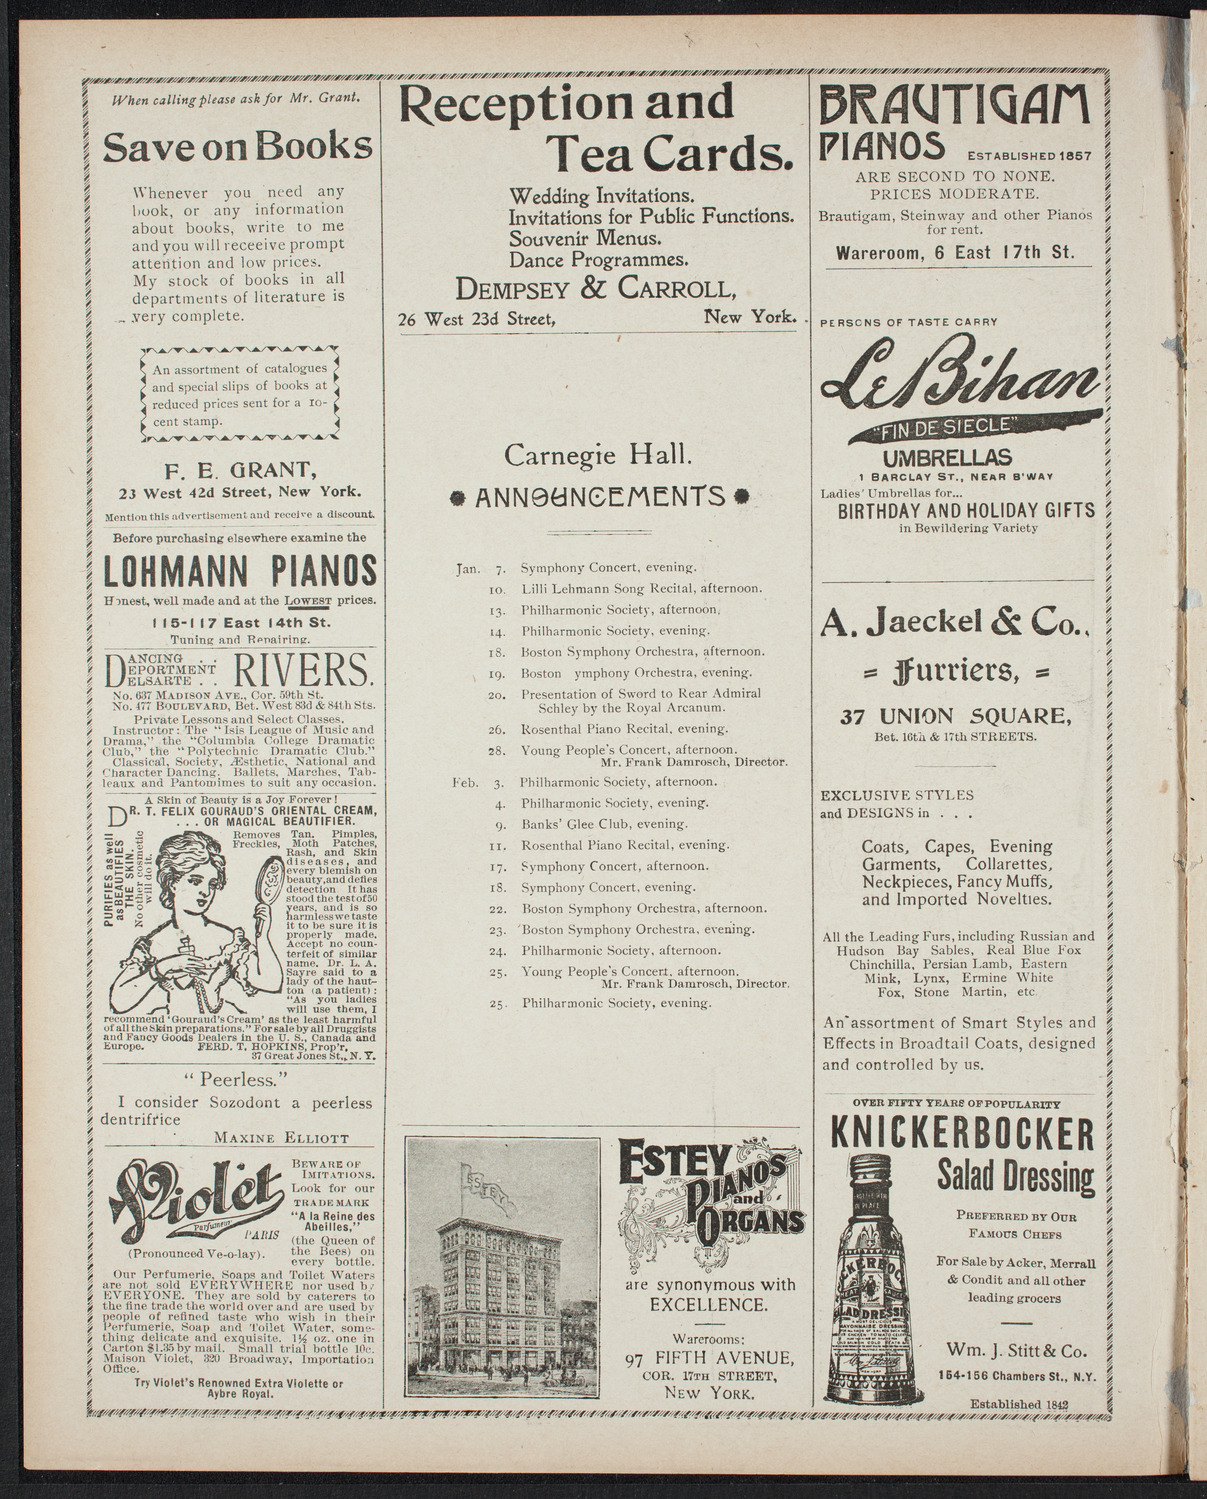 When calling please ask for Mr. Grant.
Save on Books
Whenever you need any
book, or any information
about books, write to me
and you will receeive prompt
attention and low prices.
My stock of books in all
departments of literature is
very complete.
An assortment of catalogues
and special slips of books at
reduced prices sent for a 10-
cent stamp.
F. E. GRANT,
23 West 42d Street, New York.
Mention this advertisement and receive a discount.
Before purchasing elsewhere examine the
LOHMANN PIANOS
Honest, well made and at the LOWEST prices.
115-117 East 14th St.
Tuning and Repairing.
DANCING . .
DEPORTMENT
DELSARTE . .
RIVERS.
No. 637 MADISON AVE., Cor. 59th St.
No. 477 BOULEVARD, Bet. West 83d & 84th Sts.
Private Lessons and Select Classes.
Instructor: The "Isis League of Music and
Drama," the "Columbia College Dramatic
Club," the "Polytechnic Dramatic Club."
Classical, Society, Æsthetic, National and
Character Dancing. Ballets, Marches, Tab-
leaux and Pantomimes to suit any occasion.
A Skin of Beauty is a Joy Forever!
DR. T. FELIX GOURAUD'S ORIENTAL CREAM,
. . . OR MAGICAL BEAUTIFIER.
PURIFIES as well
as BEAUTIFIES
THE SKIN.
No other cosmetic
will do it.
Removes Tan. Pimples,
Freckles, Moth Patches,
Rash, and Skin
diseases, and
every blemish on
beauty, and defies
detection It has
stood the test of 50
years, and is so
harmless we taste
it to be sure it is
properly made.
Accept no coun-
terfeit of similar
name. Dr. L. A.
Sayre said to a
lady of the haut-
ton (a patient):
"As you ladies
will use them, I
recommend 'Gouraud's Cream' as the least harmful
of all the Skin preparations." For sale by all Druggists
and Fancy Goods Dealers in the U. S., Canada and
Europe. FERD. T. HOPKINS, Prop'r,
37 Great Jones St., N. Y.
"Peerless."
I consider Sozodont a peerless
dentrifrice
MAXINE ELLIOTT
Violet
Parfumeur
PARIS
(Pronounced Ve-o-lay).
BEWARE OF
IMITATIONS.
Look for our
TRADE MARK
"A la Reine des
Abeilles,"
(the Queen of
the Bees) on
every bottle.
Our Perfumerie, Soaps and Toilet Waters
are not sold EVERYWHERE nor used by
EVERYONE. They are sold by caterers to
the fine trade the world over and are used by
people of refined taste who wish in their
Perfumerie, Soap and Toilet Water, some-
thing delicate and exquisite. 1½ oz. one in
Carton $1.35 by mail. Small trial bottle 10c.
Maison Violet, 320 Broadway, Importation
Office.
Try Violet's Renowned Extra Violette or
Aybre Royal.
Reception and
Tea Cards.
Wedding Invitations.
Invitations for Public Functions.
Souvenir Menus.
Dance Programmes.
DEMPSEY & CARROLL,
26 West 23d Street, New York.
Carnegie Hall.
ANNOUNCEMENTS
Jan. 7. Symphony Concert, evening.
10. Lilli Lehmann Song Recital, afternoon.
13. Philharmonic Society, afternoon.
14. Philharmonic Society, evening.
18. Boston Symphony Orchestra, afternoon.
19. Boston ymphony Orchestra, evening.
20. Presentation of Sword to Rear Admiral
Schley by the Royal Arcanum.
26. Rosenthal Piano Recital, evening.
28. Young People's Concert, afternoon.
Mr. Frank Damrosch, Director.
Feb. 3. Philharmonic Society, afternoon.
4. Philharmonic Society, evening.
9. Banks' Glee Club, evening.
11. Rosenthal Piano Recital, evening.
17. Symphony Concert, afternoon.
18. Symphony Concert, evening.
22. Boston Symphony Orchestra, afternoon.
23. Boston Symphony Orchestra, evening.
24. Philharmonic Society, afternoon.
25. Young People's Concert, afternoon.
Mr. Frank Damrosch, Director.
25. Philharmonic Society, evening.
ESTEY
ESTEY
PIANOS
and
ORGANS
are synonymous with
EXCELLENCE.
Warerooms:
97 FIFTH AVENUE,
COR. 17TH STREET,
NEW YORK.
BRAUTIGAM
PIANOS ESTABLISHED 1857
ARE SECOND TO NONE.
PRICES MODERATE.
Brautigam, Steinway and other Pianos
for rent.
Wareroom, 6 East 17th St.
PERSONS OF TASTE CARRY
Le Bihan
"FIN DE SIECLE"
UMBRELLAS
1 BARCLAY ST., NEAR B'WAY
Ladies' Umbrellas for...
BIRTHDAY AND HOLIDAY GIFTS
in Bewildering Variety
A. Jaeckel & Co.,
= Furriers, =
37 UNION SQUARE,
Bet. 16th & 17th STREETS.
EXCLUSIVE STYLES
and DESIGNS in . . .
Coats, Capes, Evening
Garments, Collarettes,
Neckpieces, Fancy Muffs,
and Imported Novelties.
All the Leading Furs, including Russian and
Hudson Bay Sables, Real Blue Fox
Chinchilla, Persian Lamb, Eastern
Mink, Lynx, Ermine White
Fox, Stone Martin, etc.
An assortment of Smart Styles and
Effects in Broadtail Coats, designed
and controlled by us.
OVER FIFTY YEARS OF POPULARITY
KNICKERBOCKER
Salad Dressing
PREFERRED BY OUR
FAMOUS CHEFS
For Sale by Acker, Merrall
& Condit and all other
leading grocers
Wm. J. Stitt & Co.
154-156 Chambers St., N.Y.
Established 1842